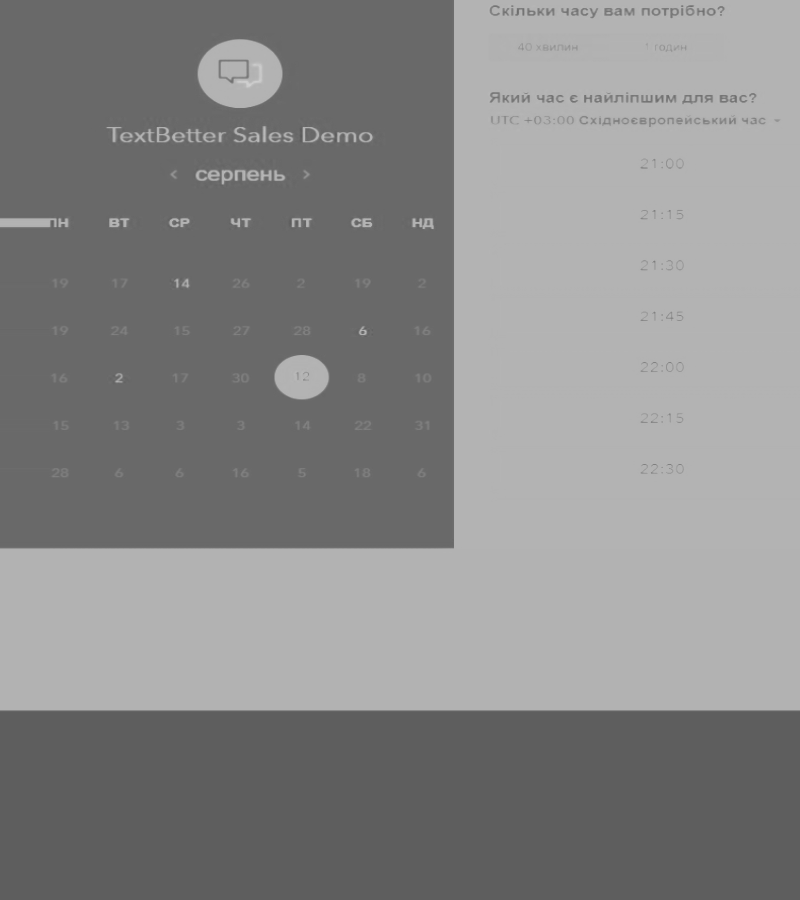 TextBetter Sales Demo
‹ серпень ›
ПН ВТ СР ЧТ ПТ СБ НД
19 17 14 26 2 19 2
19 24 15 27 28 6 16
16 2 17 30 12 8 10
15 13 3 3 14 22 31
28 6 6 16 5 18 6
Скільки часу вам потрібно?
40 хвилин 1 годин
Який час є найліпшим для вас?
UTC +03:00 Східноєвропейський час
21:00
21:15
21:30
21:45
22:00
22:15
22:30